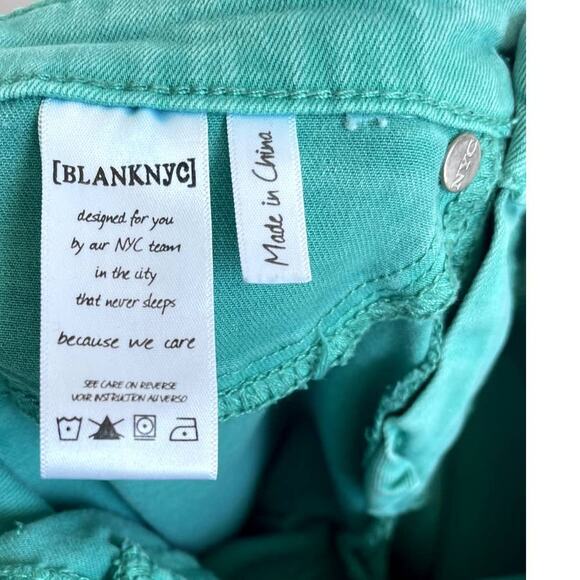 [BLANKNYC]
designed for you
by our NYC team
in the city
that never sleeps
because we care
SEE CARE ON REVERSE
VOIR INSTRUCTION AU VERSO
Made in China
NYC